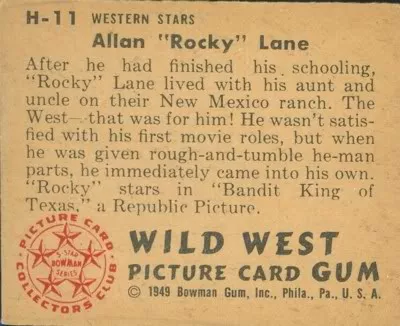 H-11 WESTERN STARS
Allan "Rocky" Lane
After he had finished his schooling,
"Rocky" Lane lived with his aunt and
uncle on their New Mexico ranch. The
West—that was for him! He wasn't satis-
fied with his first movie roles, but when
he was given rough-and-tumble he-man
parts, he immediately came into his own.
"Rocky" stars in "Bandit King of
Texas," a Republic Picture.
PICTURE CARD
COLLECTORS CLUB
5-STAR
BOWMAN
SERIES
WILD WEST
PICTURE CARD GUM
© 1949 Bowman Gum, Inc., Phila., Pa., U. S. A.